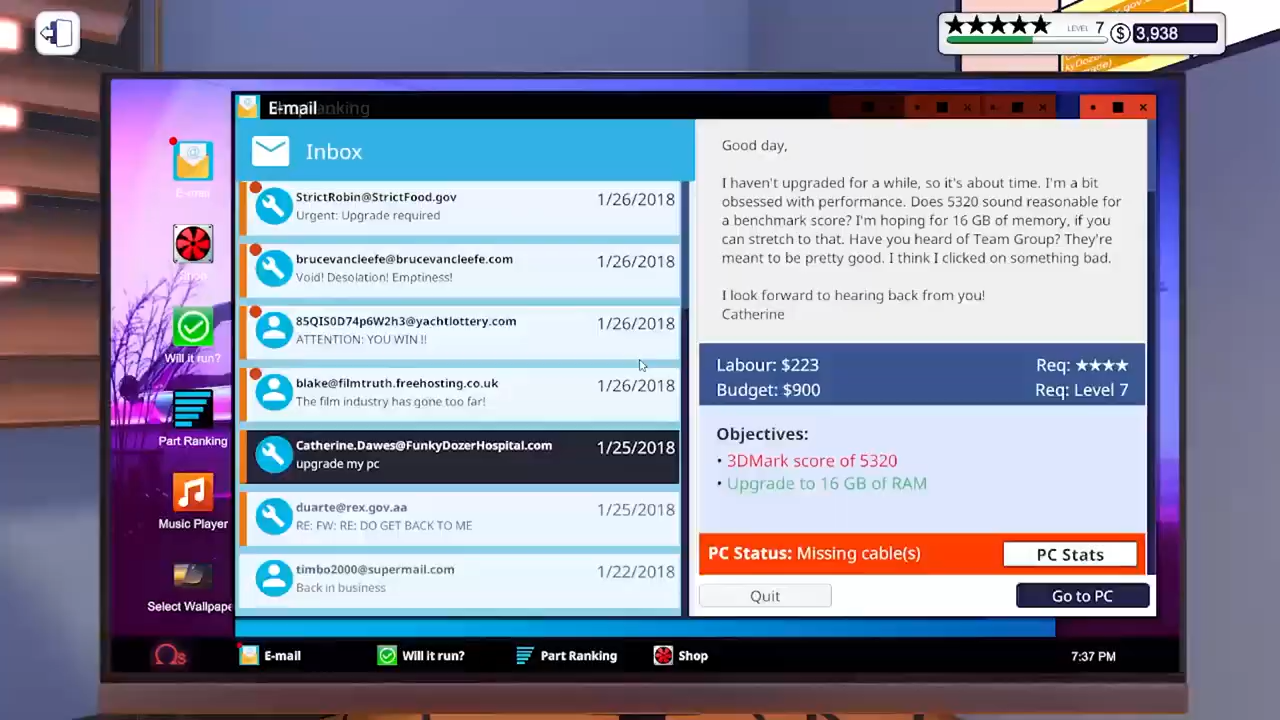 LEVEL 7 $ 3,938
E-mail
Inbox
StrictRobin@StrictFood.gov 1/26/2018
Urgent: Upgrade required
brucevancleefe@brucevancleefe.com 1/26/2018
Void! Desolation! Emptiness!
85QIS0D74p6W2h3@yachtlottery.com 1/26/2018
ATTENTION: YOU WIN !!
blake@filmtruth.freehosting.co.uk 1/26/2018
The film industry has gone too far!
Catherine.Dawes@FunkyDozerHospital.com 1/25/2018
upgrade my pc
duarte@rex.gov.aa 1/25/2018
RE: FW: RE: DO GET BACK TO ME
timbo2000@supermail.com 1/22/2018
Back in business
Good day,
I haven't upgraded for a while, so it's about time. I'm a bit
obsessed with performance. Does 5320 sound reasonable
for a benchmark score? I'm hoping for 16 GB of memory, if you
can stretch to that. Have you heard of Team Group? They're
meant to be pretty good. I think I clicked on something bad.
I look forward to hearing back from you!
Catherine
Labour: $223 Req: ★★★★
Budget: $900 Req: Level 7
Objectives:
• 3DMark score of 5320
• Upgrade to 16 GB of RAM
PC Status: Missing cable(s) PC Stats
Quit Go to PC
E-mail
Shop
Will it run?
Part Ranking
Music Player
Select Wallpape
E-mail Will it run? Part Ranking Shop 7:37 PM